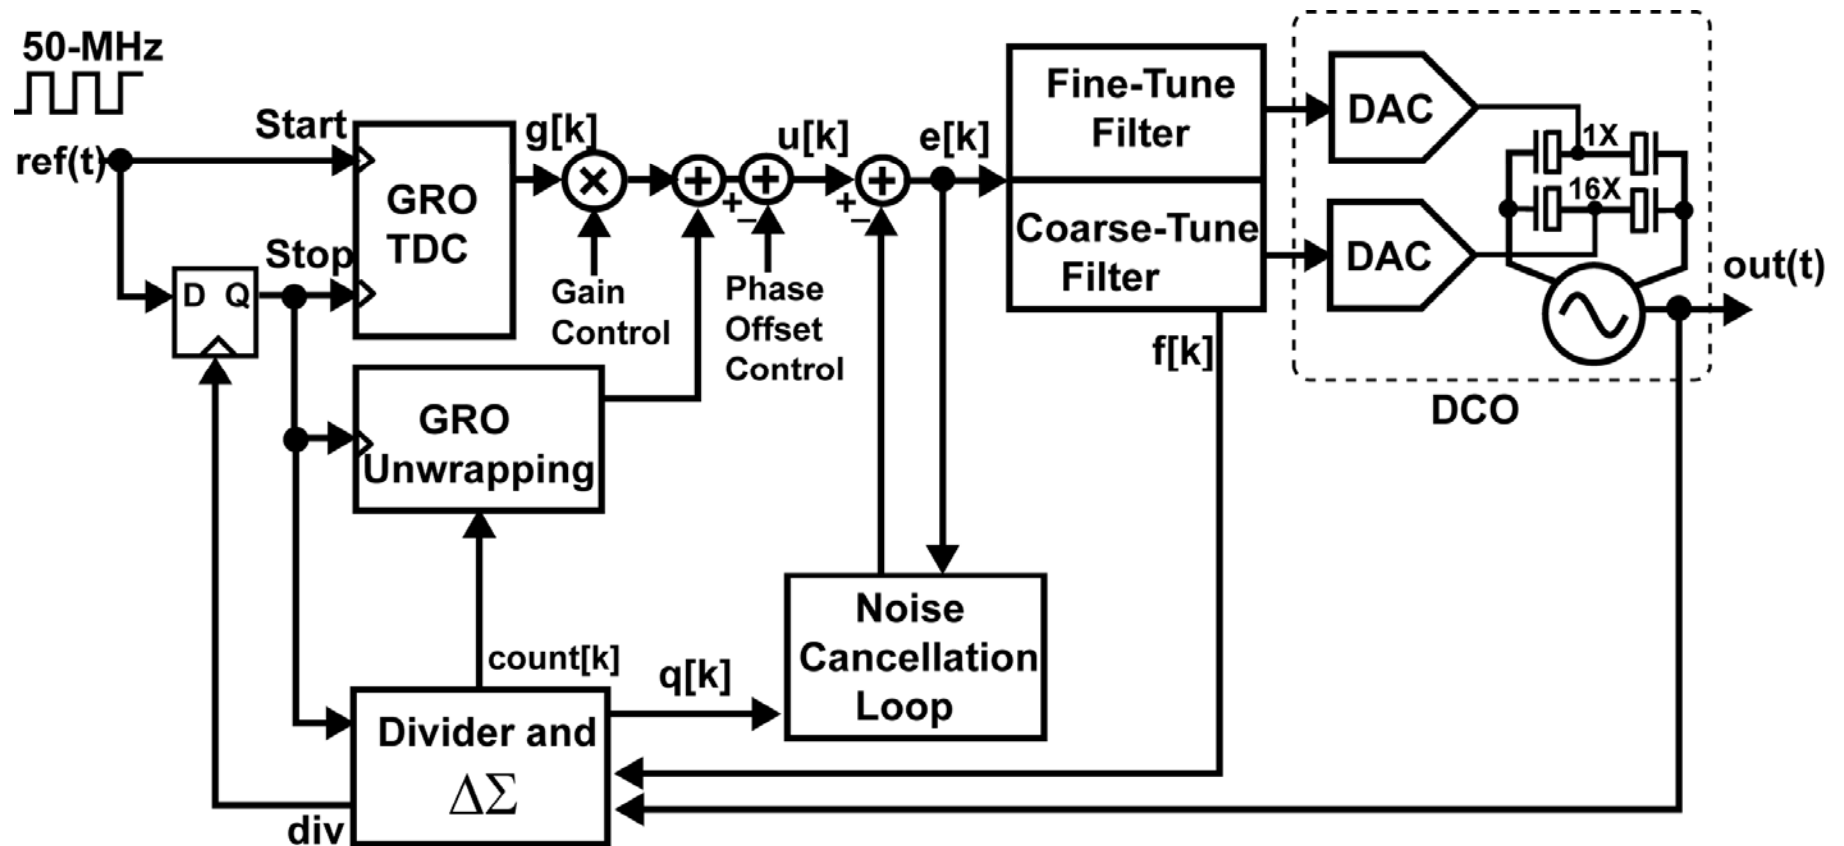 50-MHz
ref(t)
Start
Stop
D Q
GRO
TDC
g[k]
×
Gain
Control
+
+
−
+
Phase
Offset
Control
u[k]
+
−
+
e[k]
Fine-Tune
Filter
Coarse-Tune
Filter
f[k]
DAC
DAC
1X
16X
out(t)
DCO
GRO
Unwrapping
count[k]
q[k]
Noise
Cancellation
Loop
Divider and
ΔΣ
div